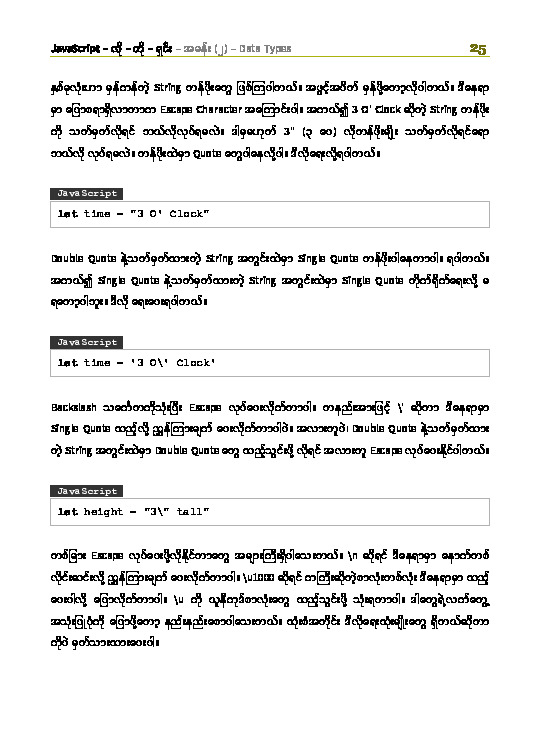 JavaScript – လို – တို – ရှင်း – အခန်း (၂) – Data Types 25
နှစ်ခုလုံးဟာ မှန်ကန်တဲ့ String တန်ဖိုးတွေ ဖြစ်ကြပါတယ်။ အဖွင့်အပိတ် မှန်ဖို့တော့လိုပါတယ်။ ဒီနေရာ
မှာ ပြောစရာရှိလာတာက Escape Character အကြောင်းပါ။ အကယ်၍ 3 O' Clock ဆိုတဲ့ String တန်ဖိုး
ကို သတ်မှတ်လိုရင် ဘယ်လိုလုပ်ရမလဲ။ ဒါမှမဟုတ် 3" (၃ ပေ) လိုတန်ဖိုးမျိုး သတ်မှတ်လိုရင်ရော
ဘယ်လို လုပ်ရမလဲ။ တန်ဖိုးထဲမှာ Quote တွေပါနေလို့ပါ။ ဒီလိုရေးလို့ရပါတယ်။
JavaScript
let time = "3 O' Clock"
Double Quote နဲ့သတ်မှတ်ထားတဲ့ String အတွင်းထဲမှာ Single Quote တန်ဖိုးပါနေတာပါ။ ရပါတယ်။
အကယ်၍ Single Quote နဲ့သတ်မှတ်ထားတဲ့ String အတွင်းထဲမှာ Single Quote တိုက်ရိုက်ရေးလို့ မ
ရတော့ပါဘူး။ ဒီလို ရေးပေးရပါတယ်။
JavaScript
let time = '3 O\' Clock'
Backslash သင်္ကေတကိုသုံးပြီး Escape လုပ်ပေးလိုက်တာပါ။ တနည်းအားဖြင့် \' ဆိုတာ ဒီနေရာမှာ
Single Quote ထည့်လို့ ညွှန်ကြားချက် ပေးလိုက်တာပါပဲ။ အလားတူပဲ၊ Double Quote နဲ့သတ်မှတ်ထား
တဲ့ String အတွင်းထဲမှာ Double Quote တွေ ထည့်သွင်းဖို့ လိုရင် အလားတူ Escape လုပ်ပေးနိုင်ပါတယ်။
JavaScript
let height = "3\" tall"
တစ်ခြား Escape လုပ်ပေးဖို့လိုနိုင်တာတွေ အများကြီးရှိပါသေးတယ်။ \n ဆိုရင် ဒီနေရာမှာ နောက်တစ်
လိုင်းဆင်းလို့ ညွှန်ကြားချက် ပေးလိုက်တာပါ။ \u1000 ဆိုရင် ကကြီးဆိုတဲ့စာလုံးတစ်လုံး ဒီနေရာမှာ ထည့်
ပေးပါလို့ ပြောလိုက်တာပါ။ \u ကို ယူနီကုဒ်စာလုံးတွေ ထည့်သွင်းဖို့ သုံးရတာပါ။ ဒါတွေရဲ့လက်တွေ့
အသုံးပြုပုံကို ပြောဖို့တော့ နည်းနည်းစောပါသေးတယ်။ ထုံးစံအတိုင်း ဒီလိုရေးထုံးမျိုးတွေ ရှိတယ်ဆိုတာ
ကိုပဲ မှတ်သားထားပေးပါ။